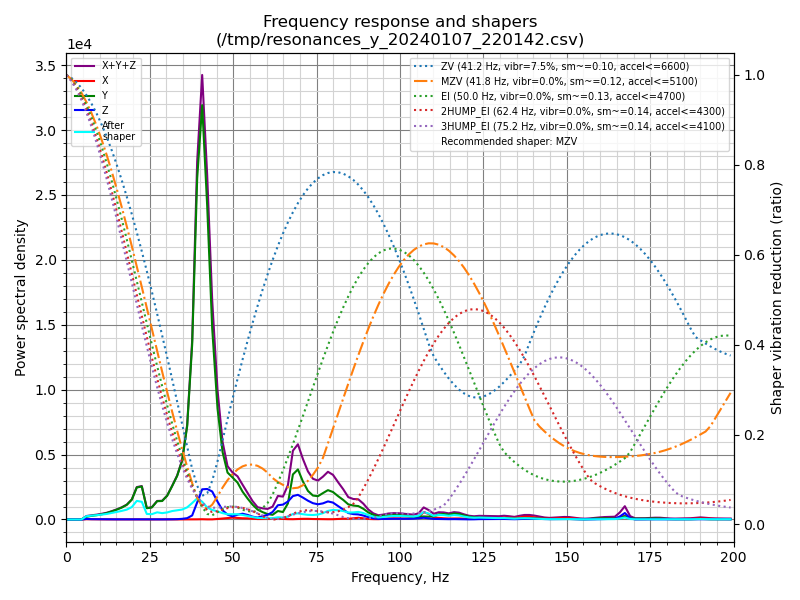 Frequency response and shapers
(/tmp/resonances_y_20240107_220142.csv)
1e4
X+Y+Z
X
Y
Z
After
shaper
ZV (41.2 Hz, vibr=7.5%, sm~=0.10, accel<=6600)
MZV (41.8 Hz, vibr=0.0%, sm~=0.12, accel<=5100)
EI (50.0 Hz, vibr=0.0%, sm~=0.13, accel<=4700)
2HUMP_EI (62.4 Hz, vibr=0.0%, sm~=0.14, accel<=4300)
3HUMP_EI (75.2 Hz, vibr=0.0%, sm~=0.14, accel<=4100)
Recommended shaper: MZV
Power spectral density
3.5
3.0
2.5
2.0
1.5
1.0
0.5
0.0
1.0
0.8
0.6
0.4
0.2
0.0
Shaper vibration reduction (ratio)
0 25 50 75 100 125 150 175 200
Frequency, Hz